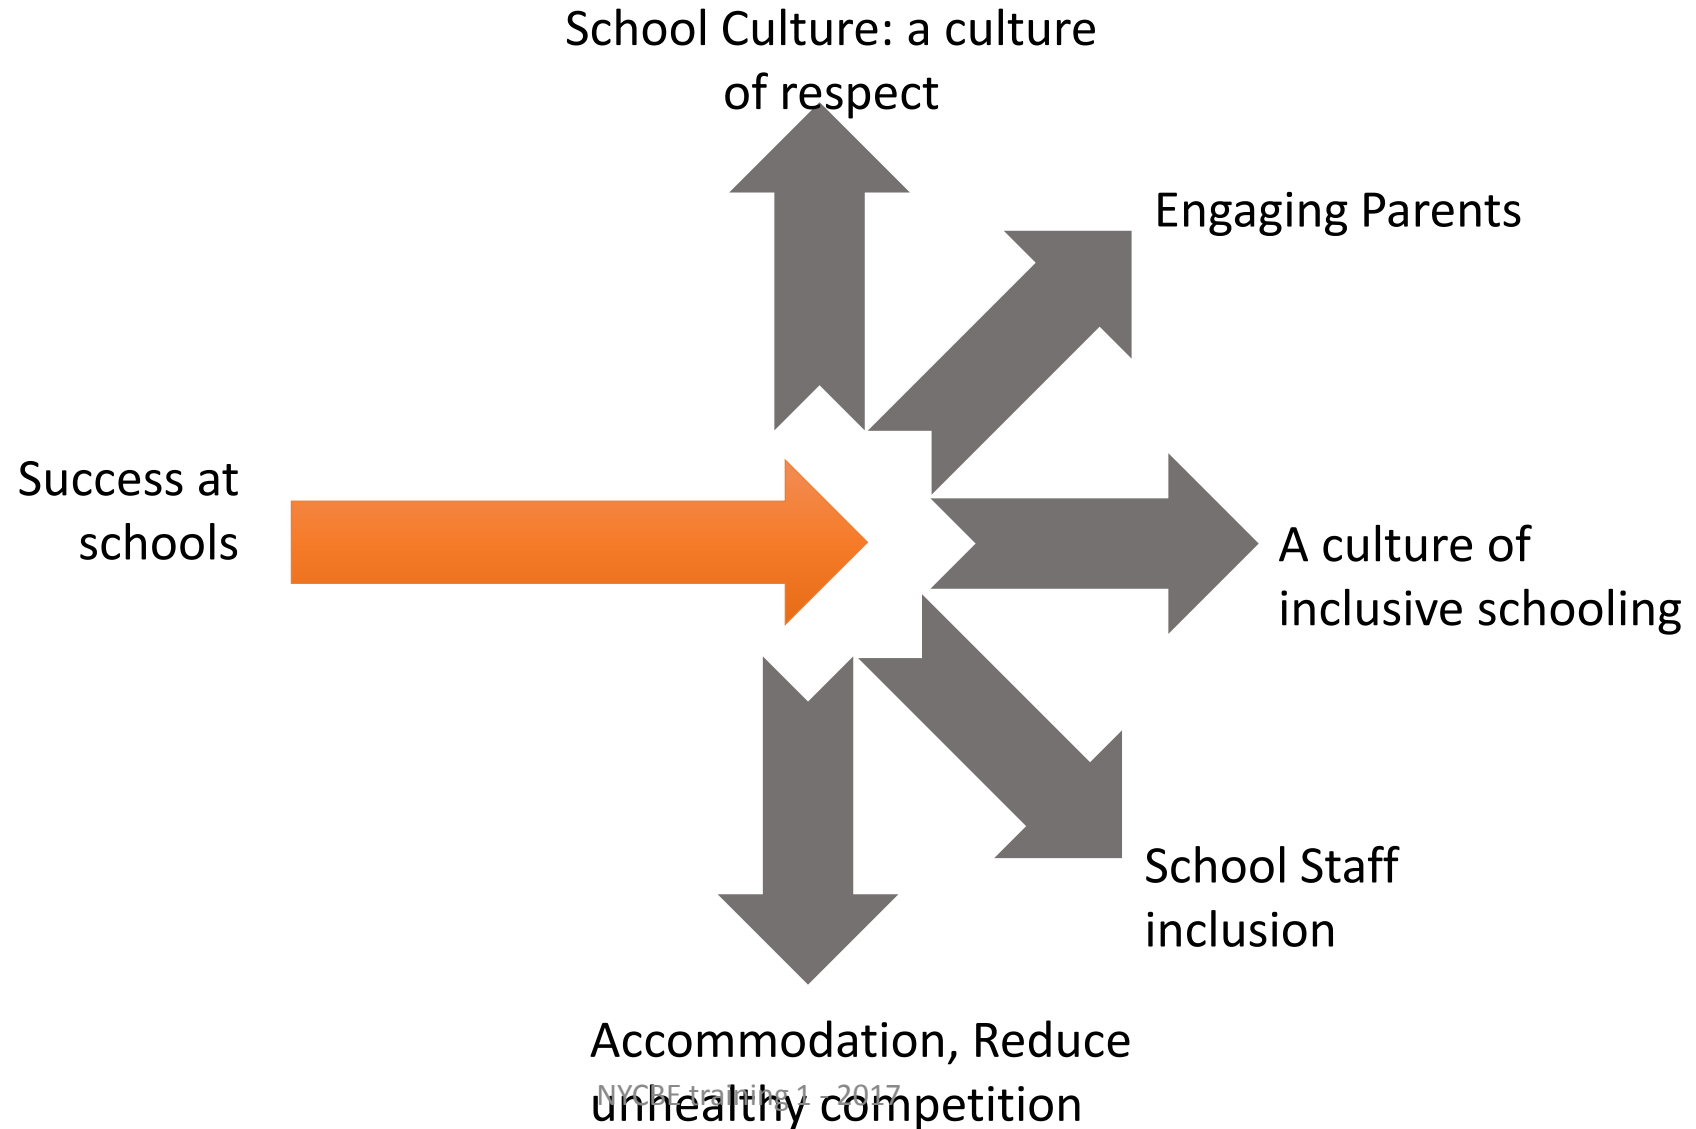 School Culture: a culture
of respect
Engaging Parents
Success at
schools
A culture of
inclusive schooling
School Staff
inclusion
Accommodation, Reduce
unhealthy competition
NYCBE training 1 - 2017